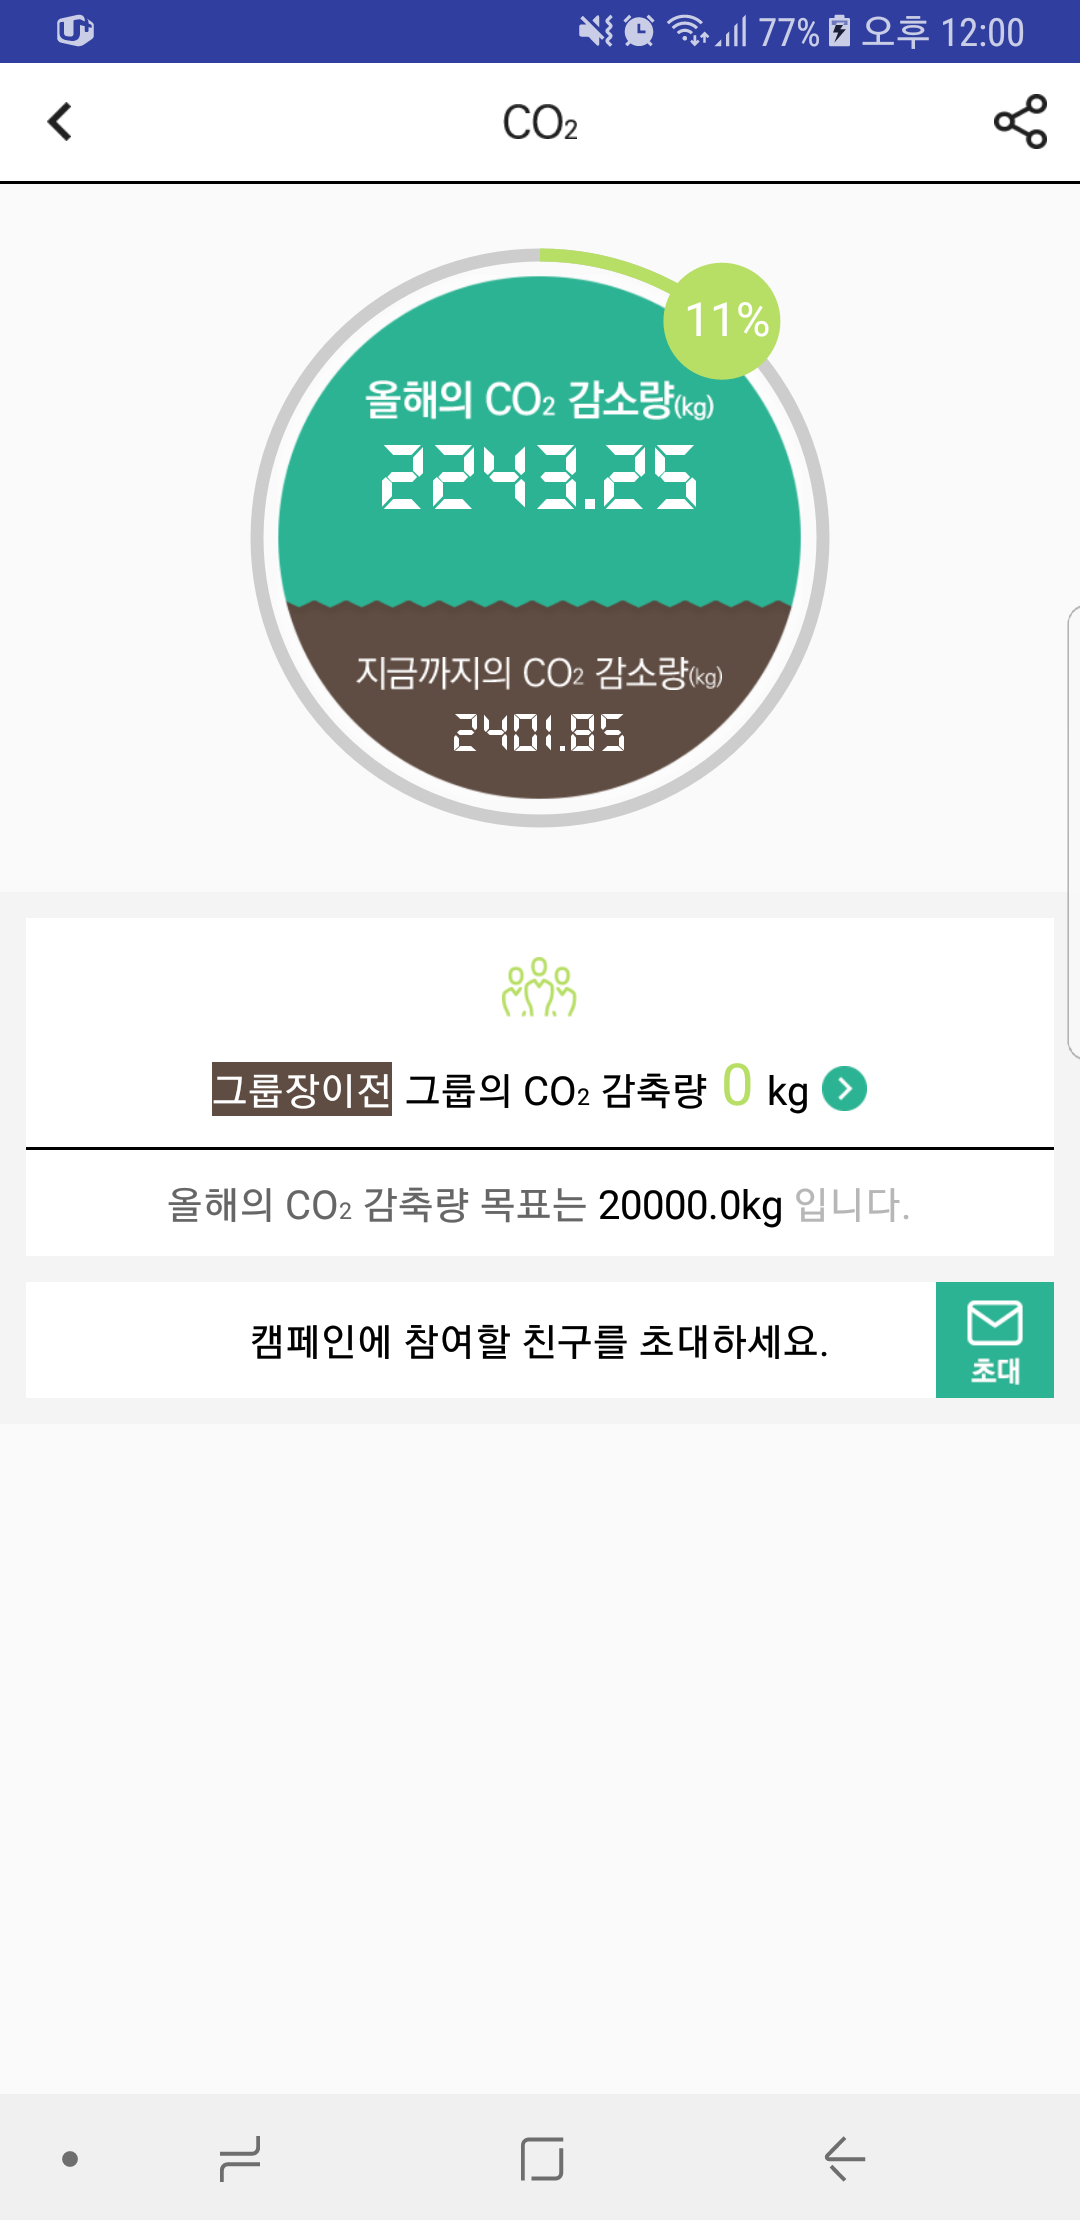 77% 오후 12:00
CO₂
11%
올해의 CO₂ 감소량(kg)
2243.25
지금까지의 CO₂ 감소량(kg)
2401.85
그룹장이전 그룹의 CO₂ 감축량 0 kg
올해의 CO₂ 감축량 목표는 20000.0kg 입니다.
캠페인에 참여할 친구를 초대하세요.
초대